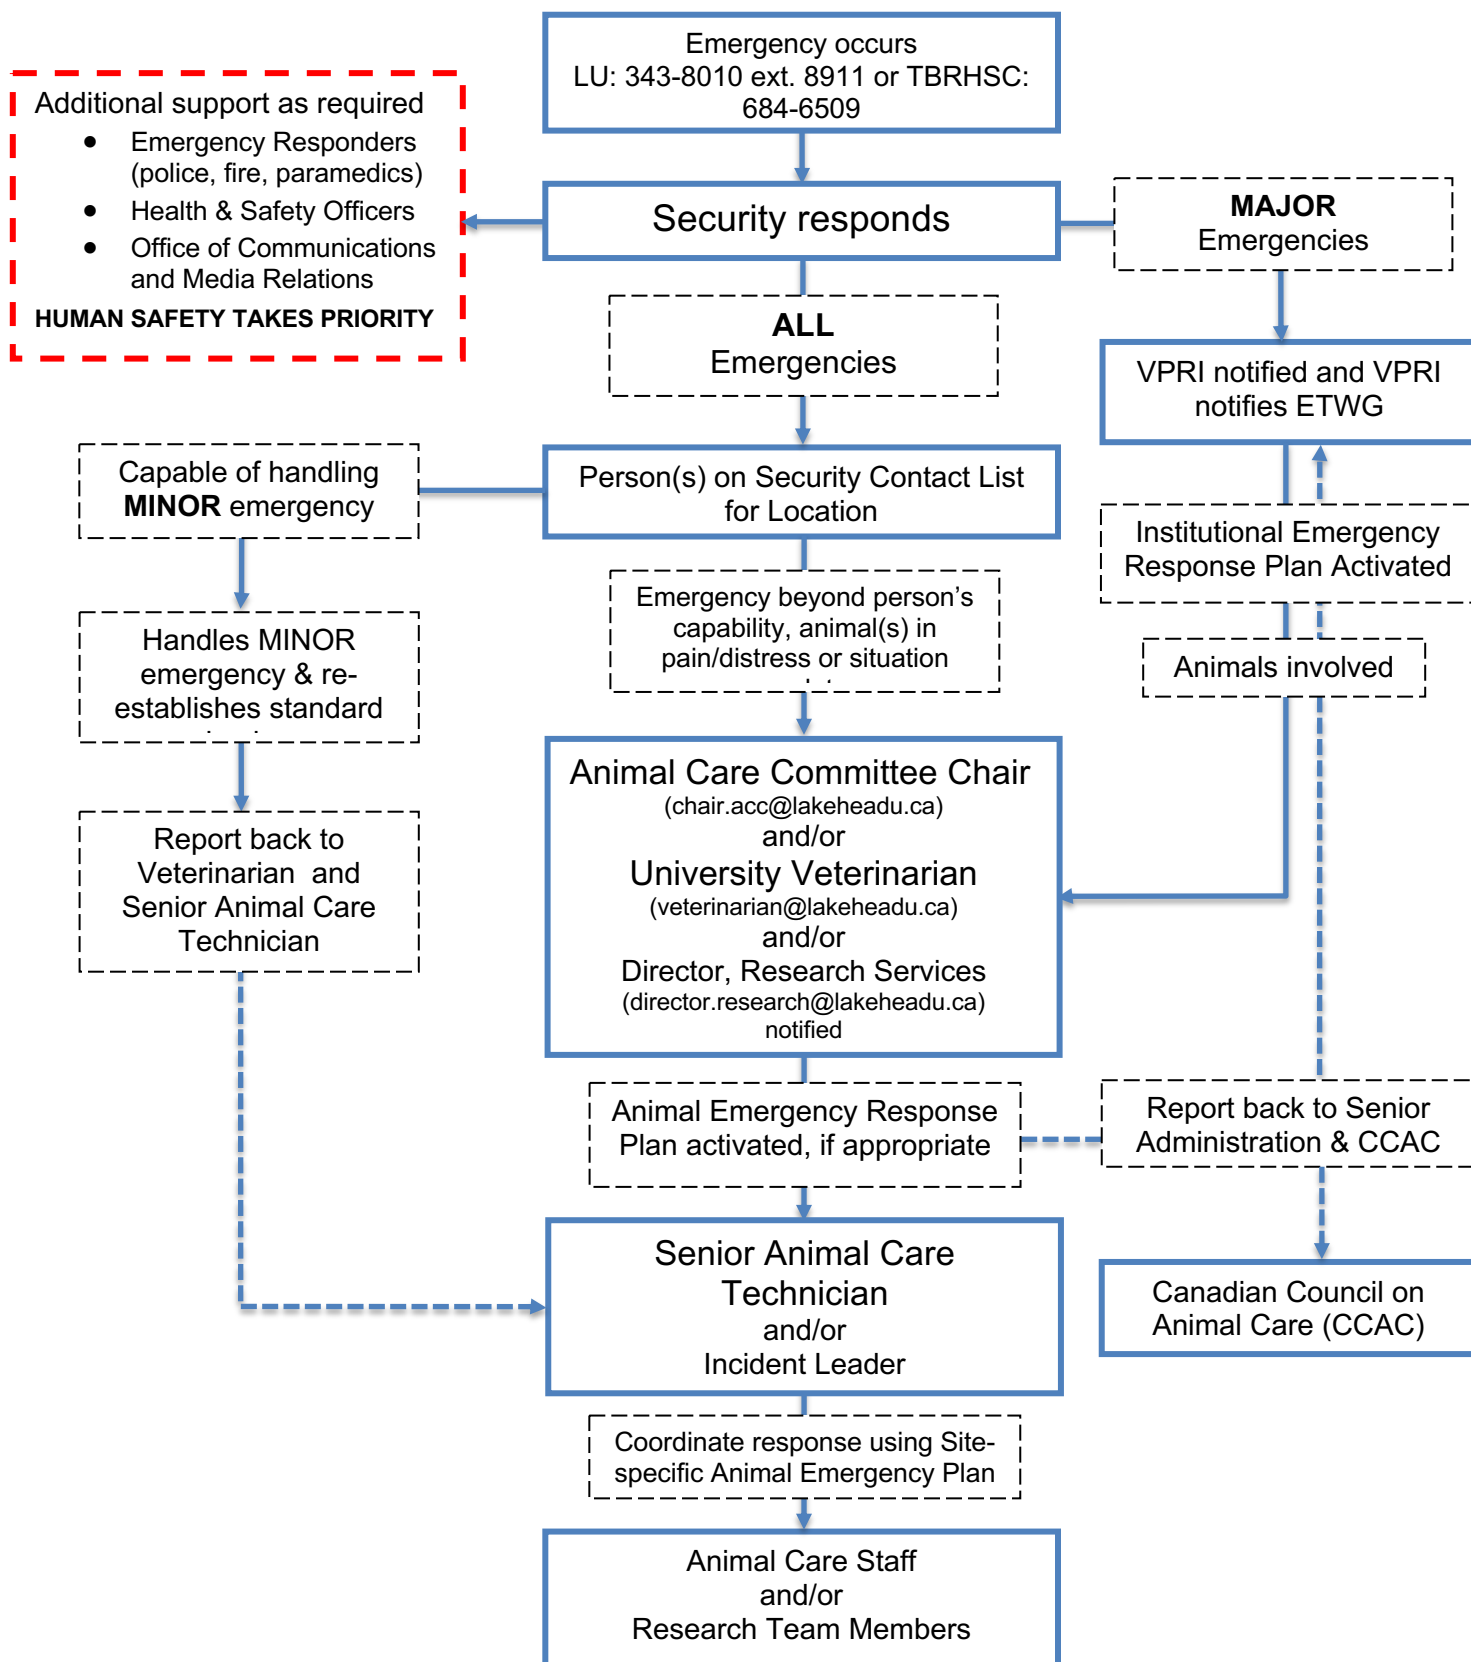 Emergency occurs
LU: 343-8010 ext. 8911 or TBRHSC:
684-6509
Additional support as required
● Emergency Responders
(police, fire, paramedics)
● Health & Safety Officers
● Office of Communications
and Media Relations
HUMAN SAFETY TAKES PRIORITY
Security responds
MAJOR
Emergencies
ALL
Emergencies
VPRI notified and VPRI
notifies ETWG
Capable of handling
MINOR emergency
Person(s) on Security Contact List
for Location
Institutional Emergency
Response Plan Activated
Handles MINOR
emergency & re-
establishes standard
Emergency beyond person’s
capability, animal(s) in
pain/distress or situation
Animals involved
Animal Care Committee Chair
(chair.acc@lakeheadu.ca)
and/or
University Veterinarian
(veterinarian@lakeheadu.ca)
and/or
Director, Research Services
(director.research@lakeheadu.ca)
notified
Report back to
Veterinarian and
Senior Animal Care
Technician
Animal Emergency Response
Plan activated, if appropriate
Report back to Senior
Administration & CCAC
Senior Animal Care
Technician
and/or
Incident Leader
Canadian Council on
Animal Care (CCAC)
Coordinate response using Site-
specific Animal Emergency Plan
Animal Care Staff
and/or
Research Team Members